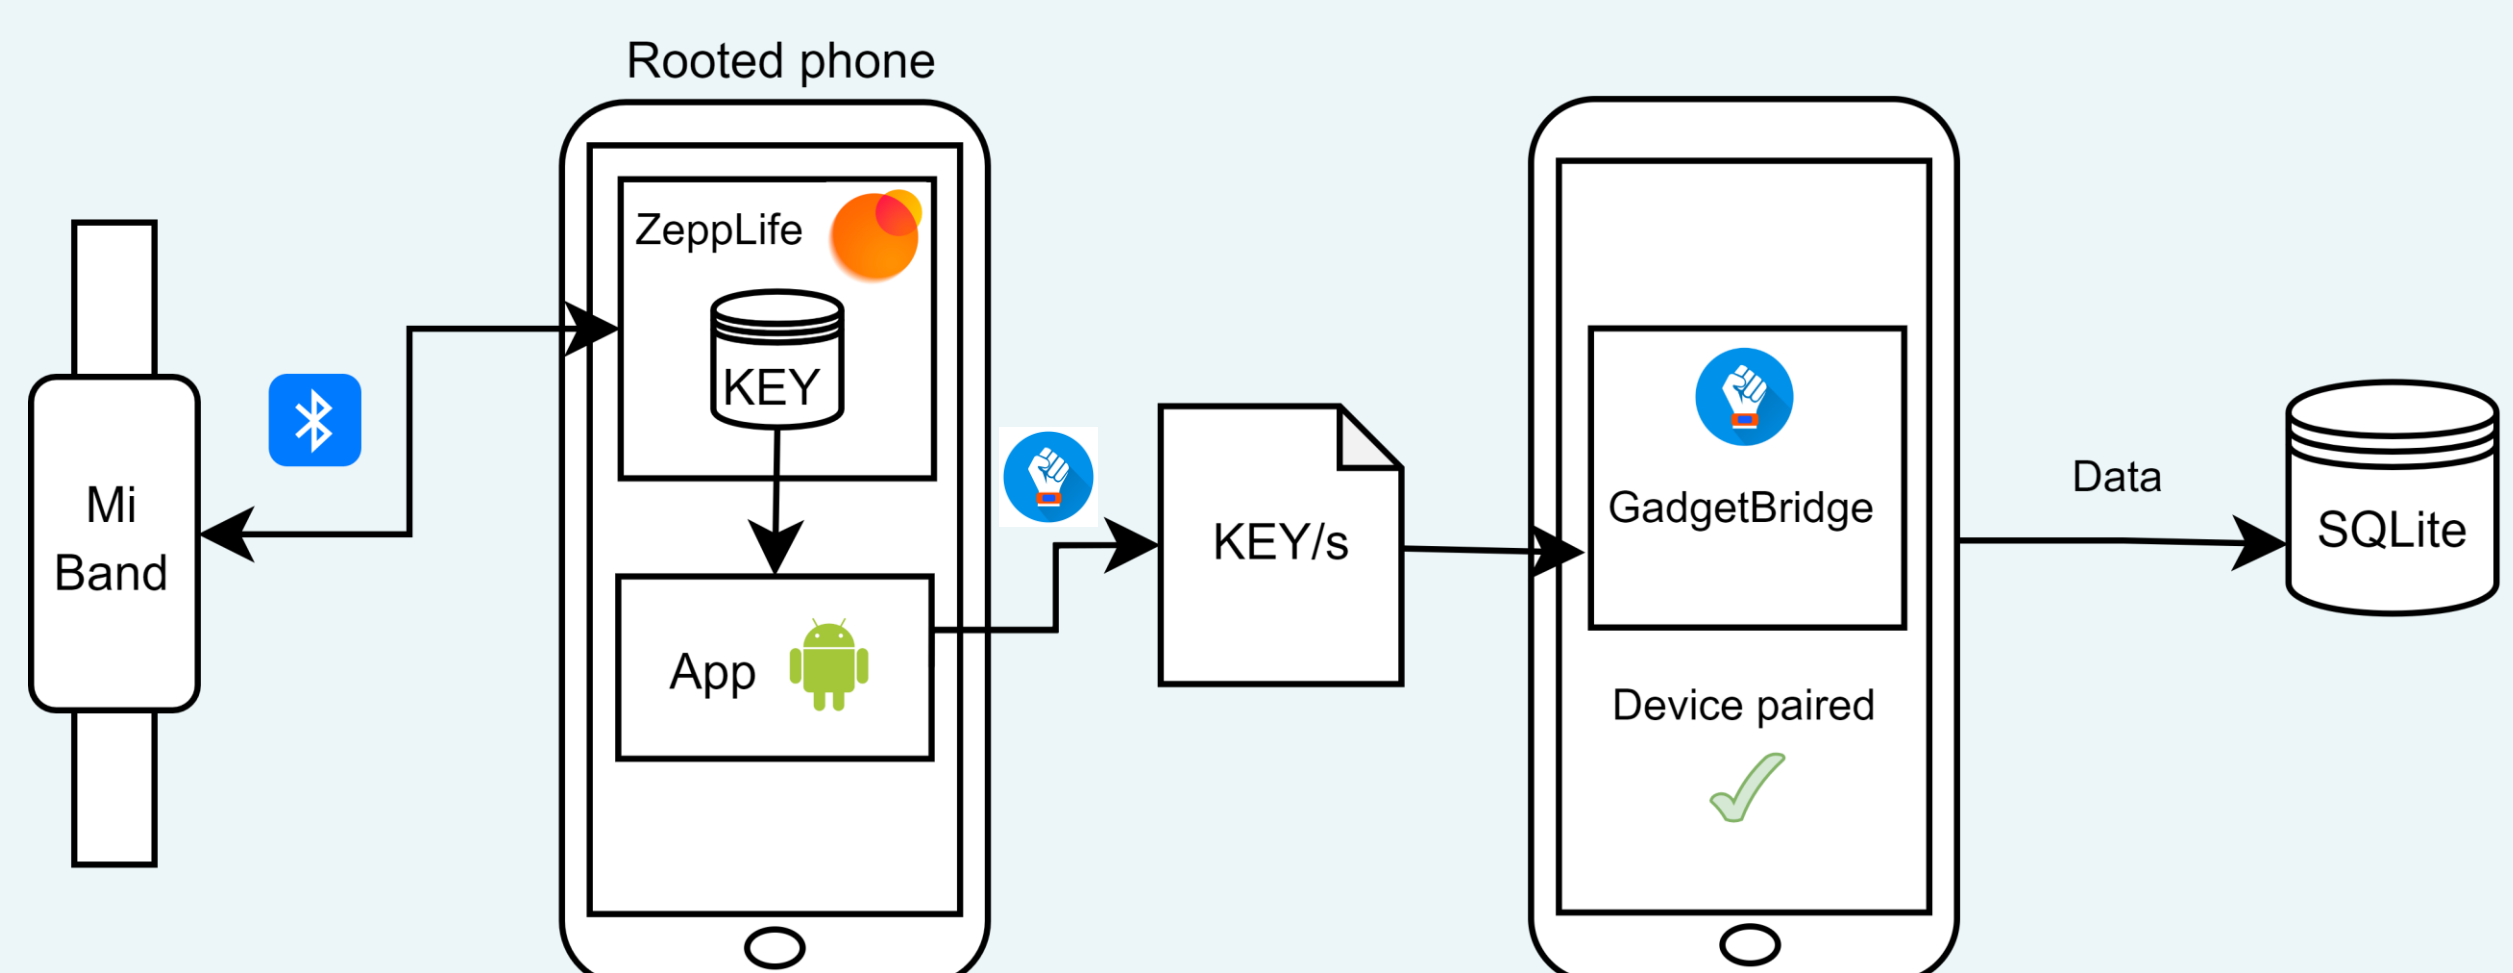 Rooted phone
ZeppLife
KEY
Mi
Band
App
KEY/s
GadgetBridge
Device paired
Data
SQLite